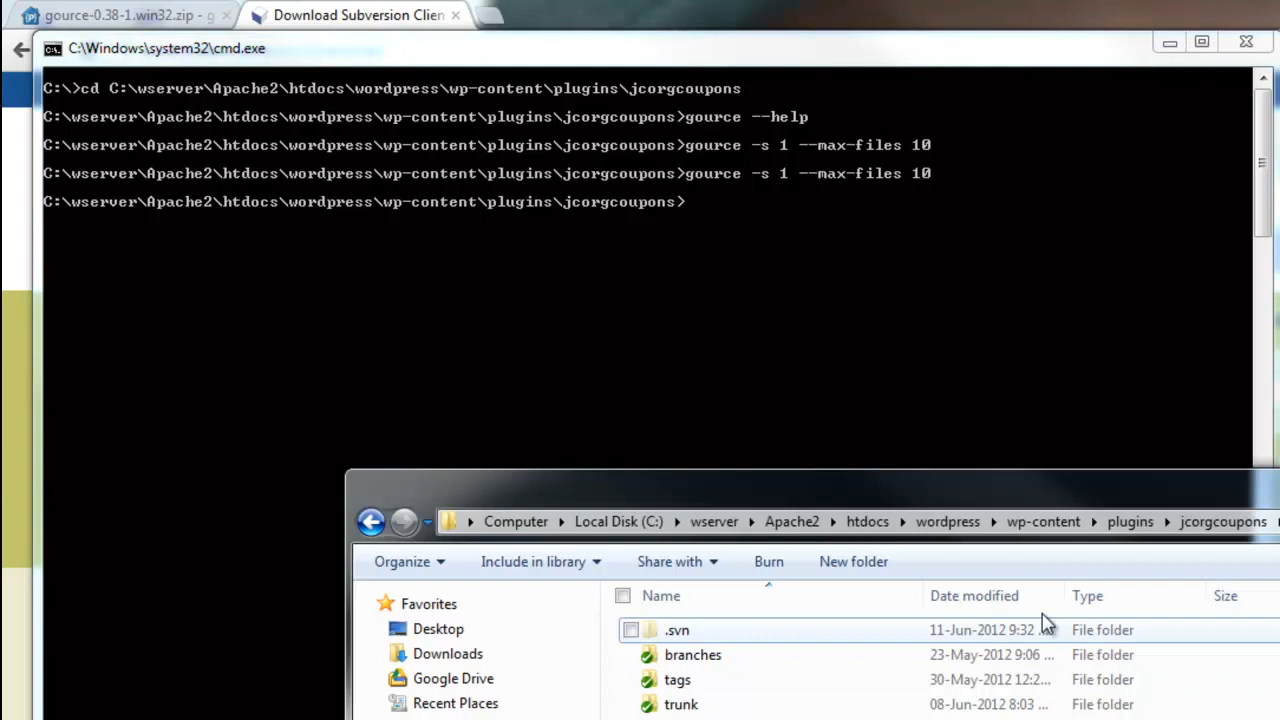 gource-0.38-1.win32.zip - g
Download Subversion Clien
C:\Windows\system32\cmd.exe
C:\>cd C:\wserver\Apache2\htdocs\wordpress\wp-content\plugins\jcorgcoupons
C:\wserver\Apache2\htdocs\wordpress\wp-content\plugins\jcorgcoupons>gource --help
C:\wserver\Apache2\htdocs\wordpress\wp-content\plugins\jcorgcoupons>gource -s 1 --max-files 10
C:\wserver\Apache2\htdocs\wordpress\wp-content\plugins\jcorgcoupons>gource -s 1 --max-files 10
C:\wserver\Apache2\htdocs\wordpress\wp-content\plugins\jcorgcoupons>
Computer Local Disk (C:) wserver Apache2 htdocs wordpress wp-content plugins jcorgcoupons
Organize Include in library Share with Burn New folder
Favorites
Desktop
Downloads
Google Drive
Recent Places
Name Date modified Type Size
.svn 11-Jun-2012 9:32 ... File folder
branches 23-May-2012 9:06 ... File folder
tags 30-May-2012 12:2... File folder
trunk 08-Jun-2012 8:03 ... File folder